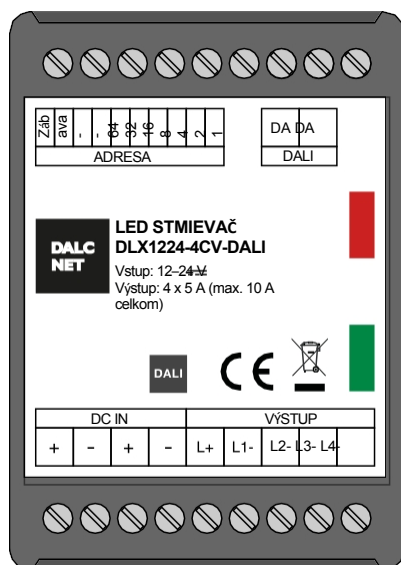 Záb ava - - 64 32 16 8 4 2 1
ADRESA
DA DA
DALI
DALC
NET
LED STMIEVAČ
DLX1224-4CV-DALI
Vstup: 12–24 V
Výstup: 4 x 5 A (max. 10 A
celkom)
DALI
CE
DC IN
VÝSTUP
+ - + - L+ L1- L2- L3- L4-